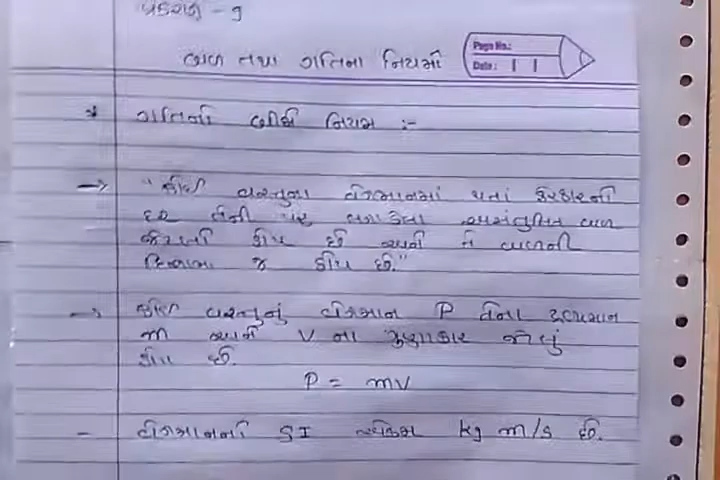 પ્રકરણ - 9
બળ તથા ગતિના નિયમો
Page No.:
Date: | |
* ગતિનો બીજો નિયમ :-
→ "કોઈ વસ્તુના વેગમાનમાં થતાં ફેરફારનો
દર તેની પર લગાડેલા અસંતુલિત બળ
જેટલો હોય છે અને તે બળની
દિશામાં જ હોય છે."
→ કોઈ વસ્તુનું વેગમાન P તેના દ્રવ્યમાન
m અને V ના ગુણાકાર જેટલું
હોય છે.
P = mv
- વેગમાનનો SI એકમ kg m/s છે.